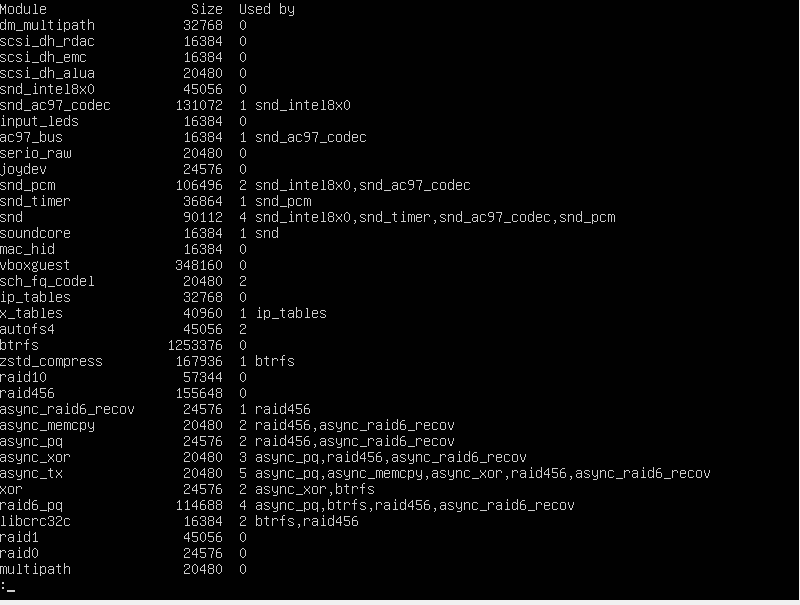 Module Size Used by
dm_multipath 32768 0
scsi_dh_rdac 16384 0
scsi_dh_emc 16384 0
scsi_dh_alua 20480 0
snd_intel8x0 45056 0
snd_ac97_codec 131072 1 snd_intel8x0
input_leds 16384 0
ac97_bus 16384 1 snd_ac97_codec
serio_raw 20480 0
joydev 24576 0
snd_pcm 106496 2 snd_intel8x0,snd_ac97_codec
snd_timer 36864 1 snd_pcm
snd 90112 4 snd_intel8x0,snd_timer,snd_ac97_codec,snd_pcm
soundcore 16384 1 snd
mac_hid 16384 0
vboxguest 348160 0
sch_fq_codel 20480 2
ip_tables 32768 0
x_tables 40960 1 ip_tables
autofs4 45056 2
btrfs 1253376 0
zstd_compress 167936 1 btrfs
raid10 57344 0
raid456 155648 0
async_raid6_recov 24576 1 raid456
async_memcpy 20480 2 raid456,async_raid6_recov
async_pq 24576 2 raid456,async_raid6_recov
async_xor 20480 3 async_pq,raid456,async_raid6_recov
async_tx 20480 5 async_pq,async_memcpy,async_xor,raid456,async_raid6_recov
xor 24576 2 async_xor,btrfs
raid6_pq 114688 4 async_pq,btrfs,raid456,async_raid6_recov
libcrc32c 16384 2 btrfs,raid456
raid1 45056 0
raid0 24576 0
multipath 20480 0
:_